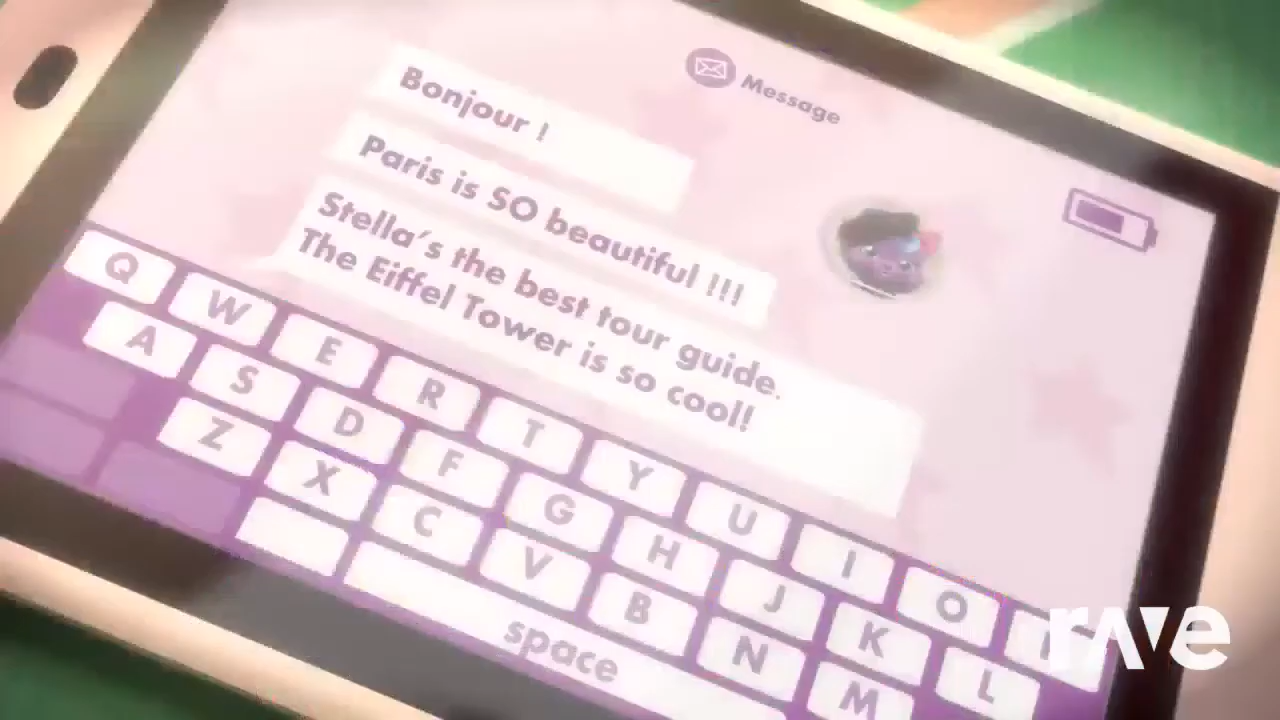 Message
Bonjour !
Paris is SO beautiful !!!
Stella's the best tour guide.
The Eiffel Tower is so cool!
Q W E R T Y U I O
A S D F G H J K L
Z X C V B N M
space
rave